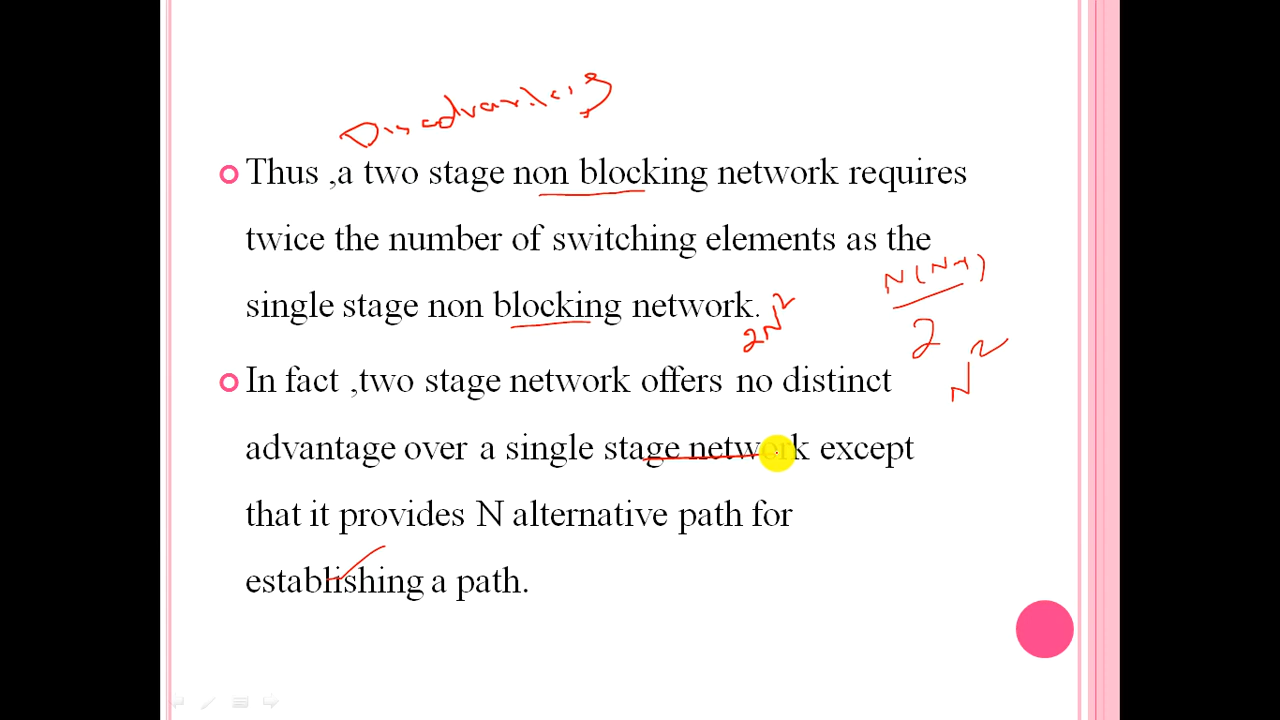 Disadvantag
Thus ,a two stage non blocking network requires
twice the number of switching elements as the
N(N-1)
single stage non blocking network.
2N²
2
In fact ,two stage network offers no distinct
N²
advantage over a single stage network except
that it provides N alternative path for
establishing a path.